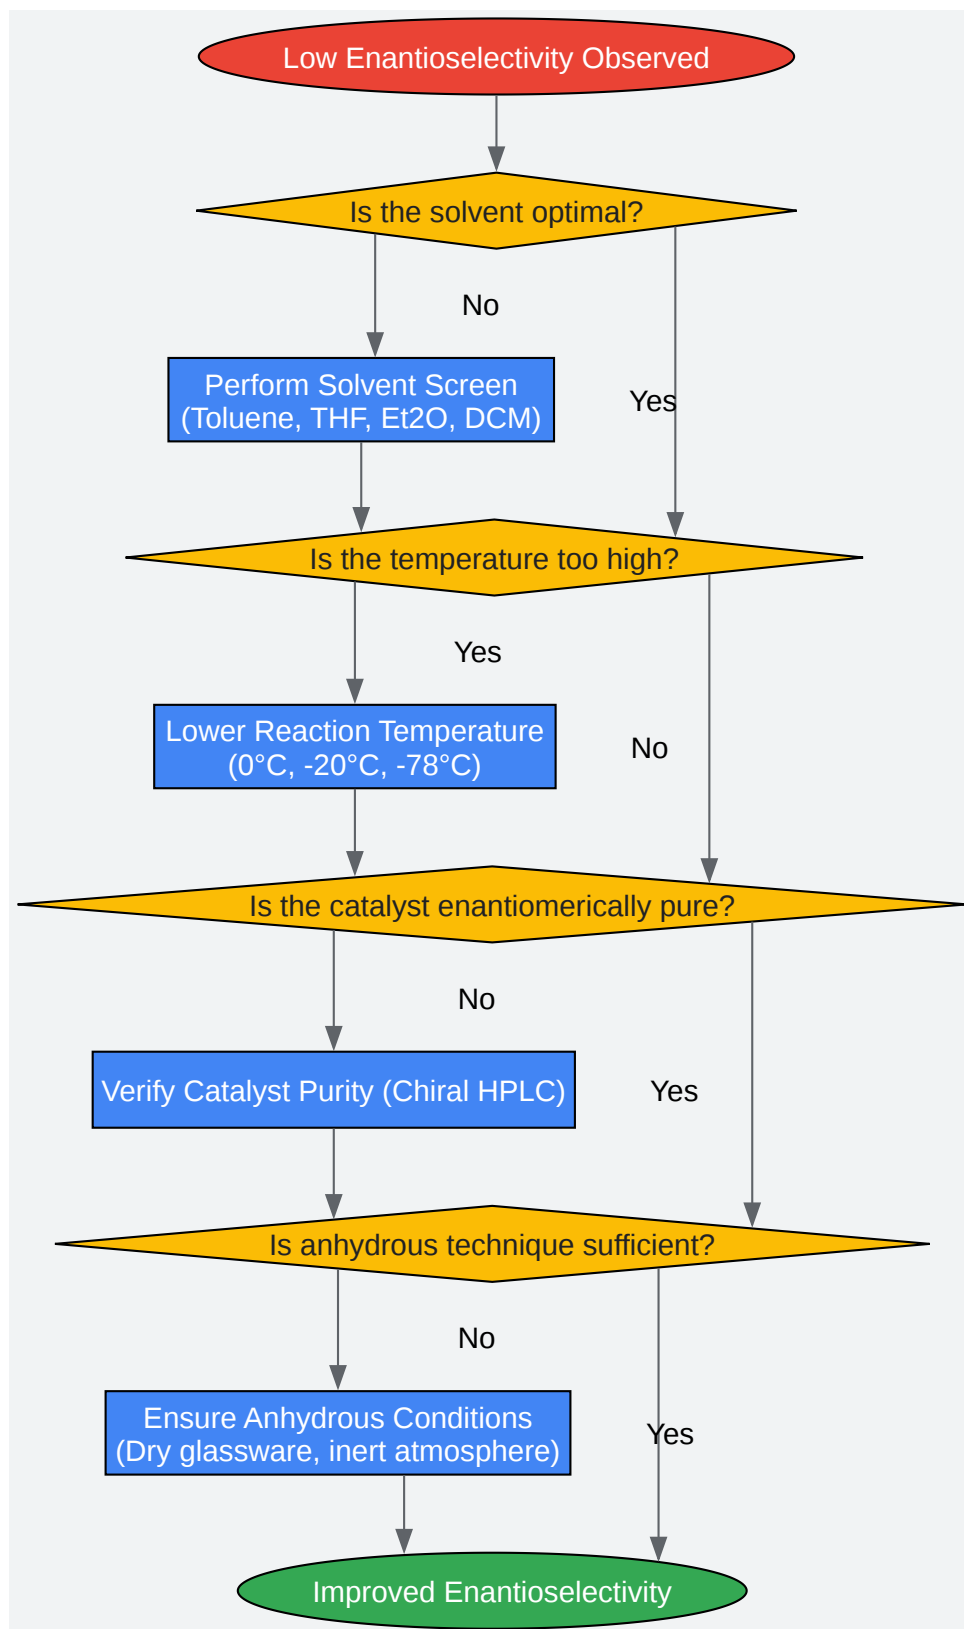 Low Enantioselectivity Observed
Is the solvent optimal?
No
Perform Solvent Screen
(Toluene, THF, Et2O, DCM)
Yes
Is the temperature too high?
Yes
Lower Reaction Temperature
(0°C, -20°C, -78°C)
No
Is the catalyst enantiomerically pure?
No
Verify Catalyst Purity (Chiral HPLC)
Yes
Is anhydrous technique sufficient?
No
Ensure Anhydrous Conditions
(Dry glassware, inert atmosphere)
Yes
Improved Enantioselectivity